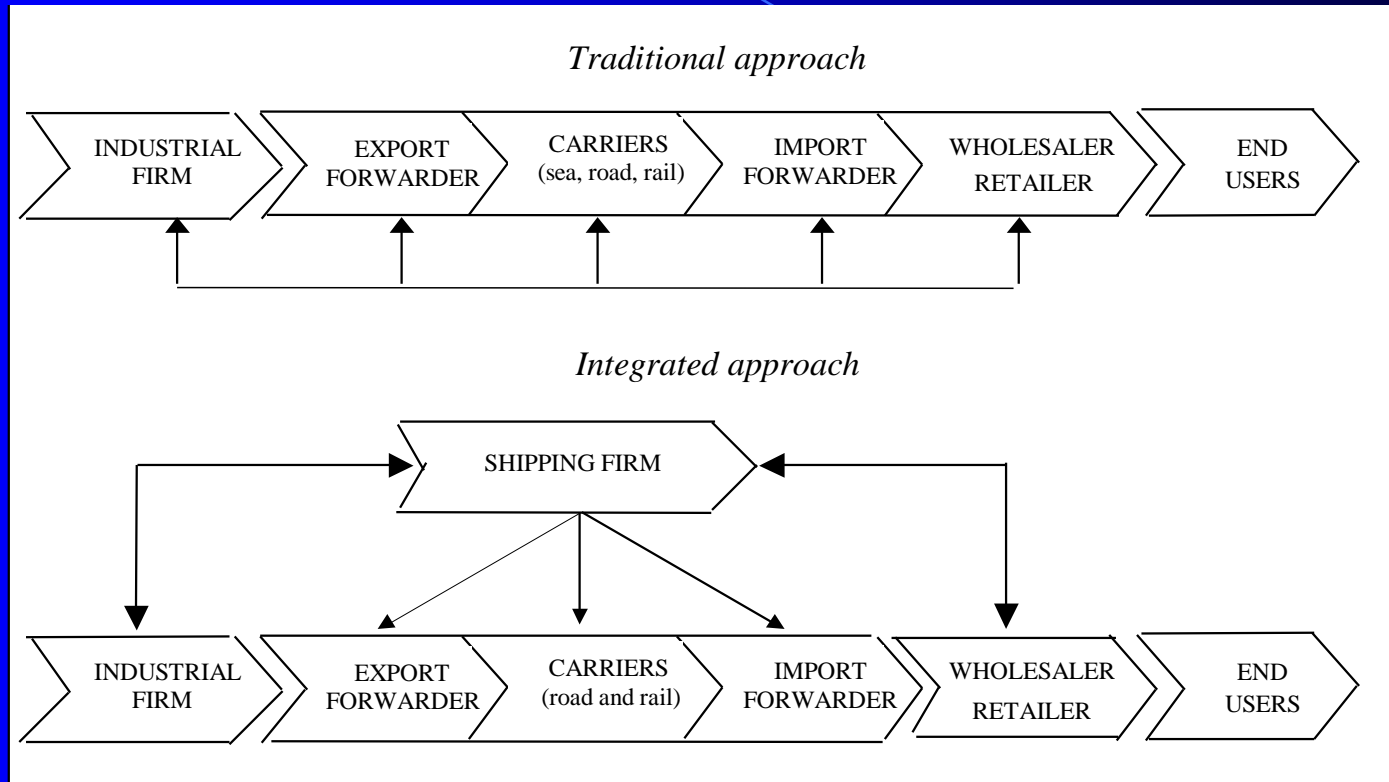 Traditional approach
INDUSTRIAL
FIRM
EXPORT
FORWARDER
CARRIERS
(sea, road, rail)
IMPORT
FORWARDER
WHOLESALER
RETAILER
END
USERS
Integrated approach
SHIPPING FIRM
INDUSTRIAL
FIRM
EXPORT
FORWARDER
CARRIERS
(road and rail)
IMPORT
FORWARDER
WHOLESALER
RETAILER
END
USERS